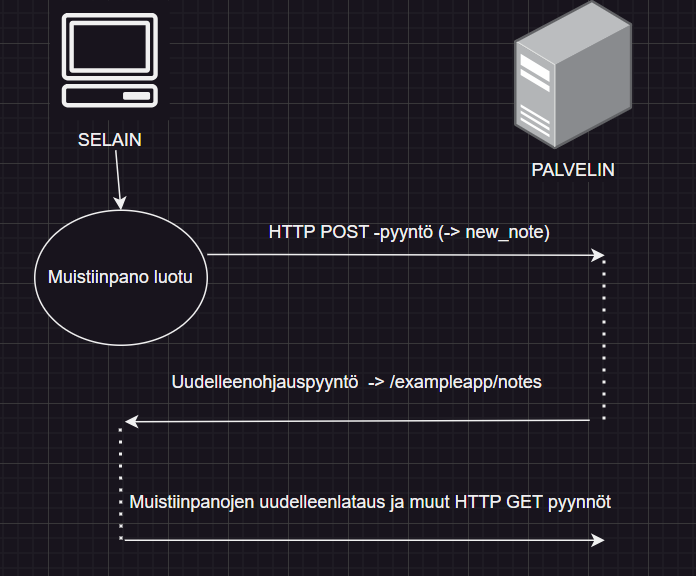 SELAIN
PALVELIN
HTTP POST -pyyntö (-> new_note)
Muistiinpano luotu
Uudelleenohjauspyyntö -> /exampleapp/notes
Muistiinpanojen uudelleenlataus ja muut HTTP GET pyynnöt